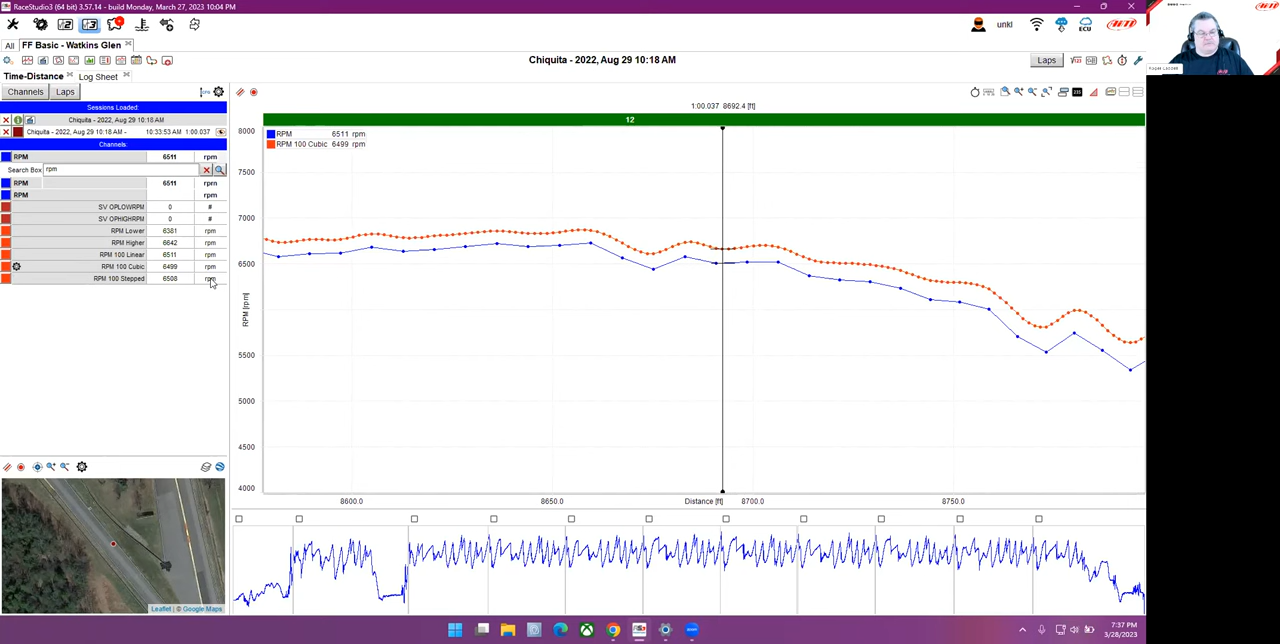 RaceStudio3 (64 bit) 3.57.14 - build Monday, March 27, 2023 10:04 PM
unkl
ECU
All
FF Basic - Watkins Glen
Chiquita - 2022, Aug 29 10:18 AM
Laps
Time-Distance
Log Sheet
Channels
Laps
1:00.037 8692.4 [ft]
Sessions Loaded:
12
Chiquita - 2022, Aug 29 10:18 AM
Chiquita - 2022, Aug 29 10:18 AM - 10:33:53 AM 1:00.037
Channels:
RPM 6511 rpm
Search Box rpm
RPM 6511 rpm
RPM rpm
SV OPLOWRPM 0 #
SV OPHIGHRPM 0 #
RPM Lower 6381 rpm
RPM Higher 6642 rpm
RPM 100 Linear 6511 rpm
RPM 100 Cubic 6499 rpm
RPM 100 Stepped 6508 rpm
RPM 6511 rpm
RPM 100 Cubic 6499 rpm
8000
7500
7000
6500
6000
5500
5000
4500
4000
RPM [rpm]
8600.0
8650.0
Distance [ft]
8700.0
8750.0
Leaflet | © Google Maps
7:37 PM
3/28/2023